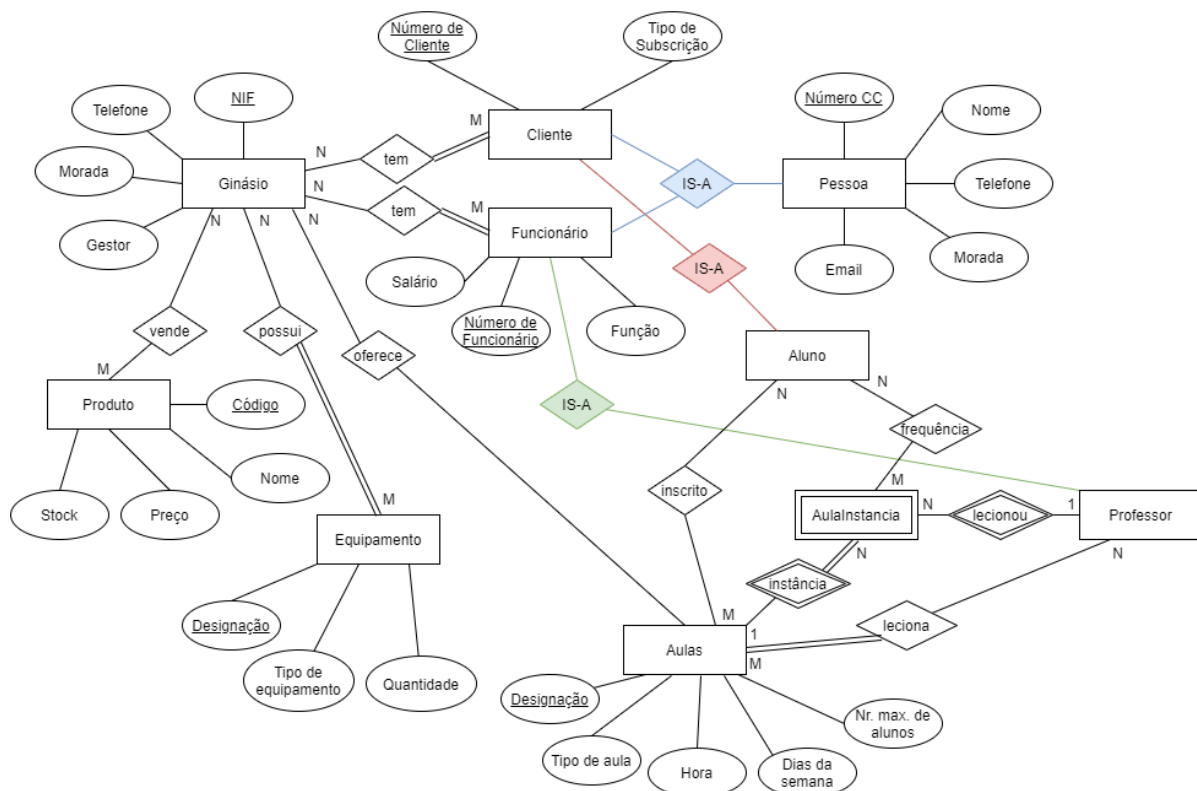 Número de
Cliente
Tipo de
Subscrição
Telefone
NIF
Número CC
Nome
M
Cliente
N
tem
Morada
Ginásio
N
IS-A
Pessoa
Telefone
tem
M
N
N
N
Funcionário
Gestor
Morada
Salário
IS-A
Email
vende
possui
Número de
Funcionário
Função
oferece
Aluno
M
N
N
Produto
Código
IS-A
frequência
Nome
inscrito
M
Stock
Preço
M
AulaInstancia
N
lecionou
1
Professor
Equipamento
N
N
instância
Designação
M
leciona
Tipo de
equipamento
Quantidade
Aulas
1
M
Designação
Nr. max. de
alunos
Tipo de aula
Hora
Dias da
semana